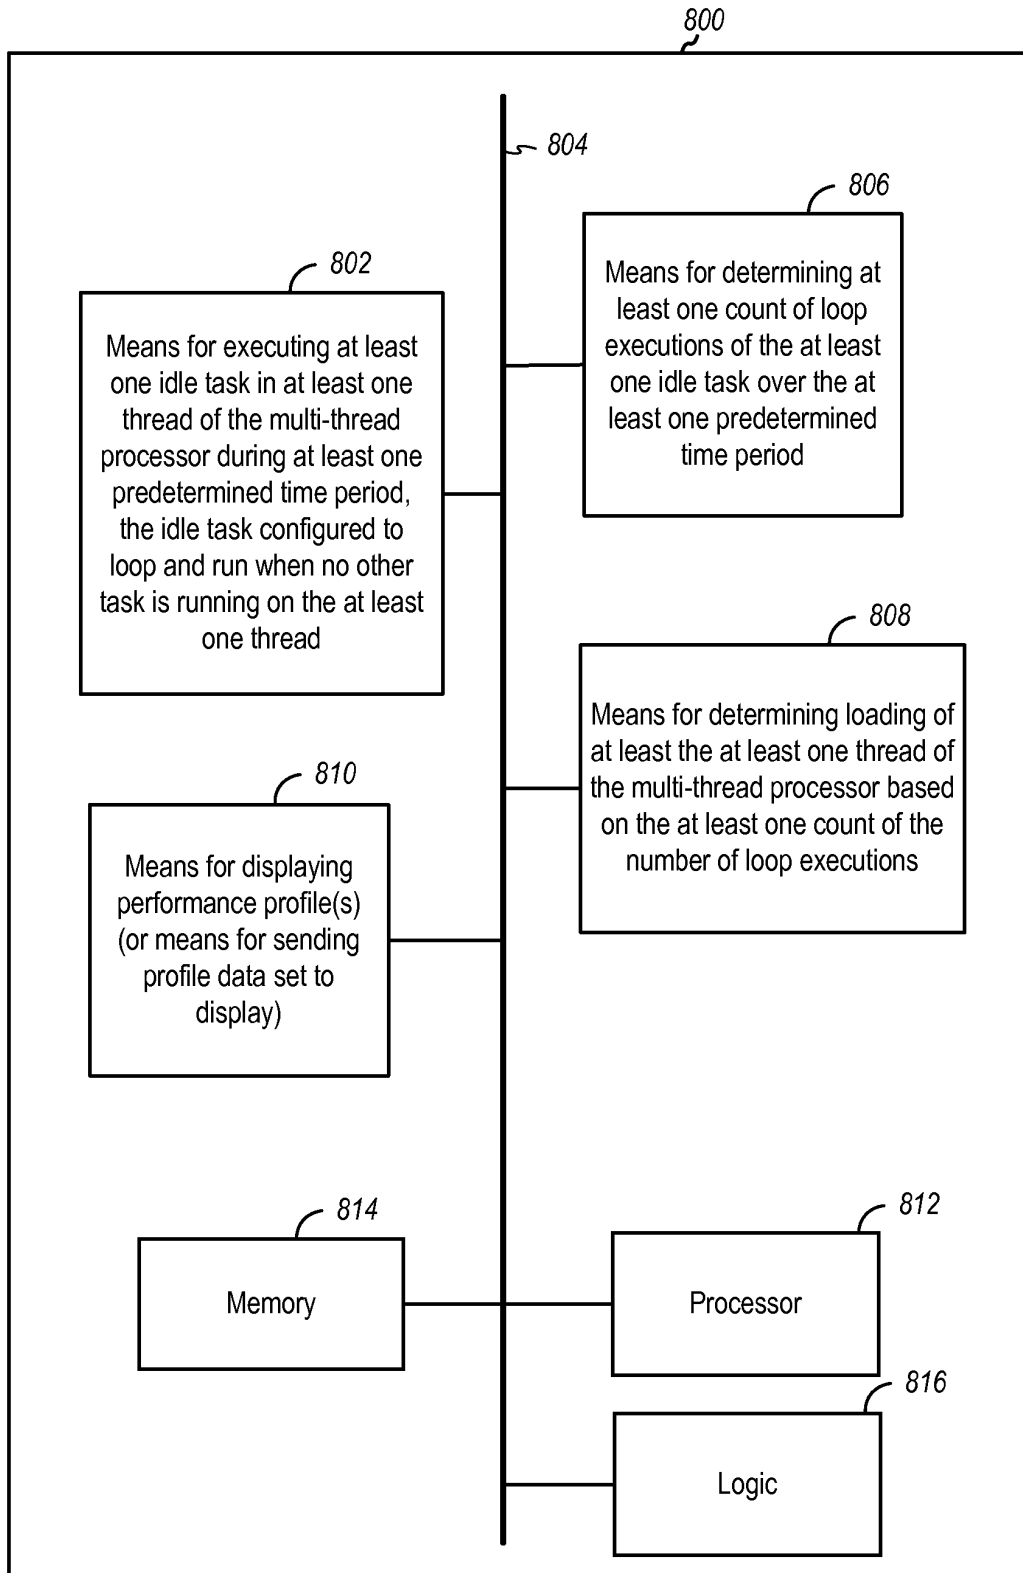 800
804
806
Means for determining at
least one count of loop
executions of the at least
one idle task over the at
least one predetermined
time period
802
Means for executing at least
one idle task in at least one
thread of the multi-thread
processor during at least one
predetermined time period,
the idle task configured to
loop and run when no other
task is running on the at least
one thread
808
Means for determining loading of
at least the at least one thread of
the multi-thread processor based
on the at least one count of the
number of loop executions
810
Means for displaying
performance profile(s)
(or means for sending
profile data set to
display)
814
Memory
812
Processor
816
Logic